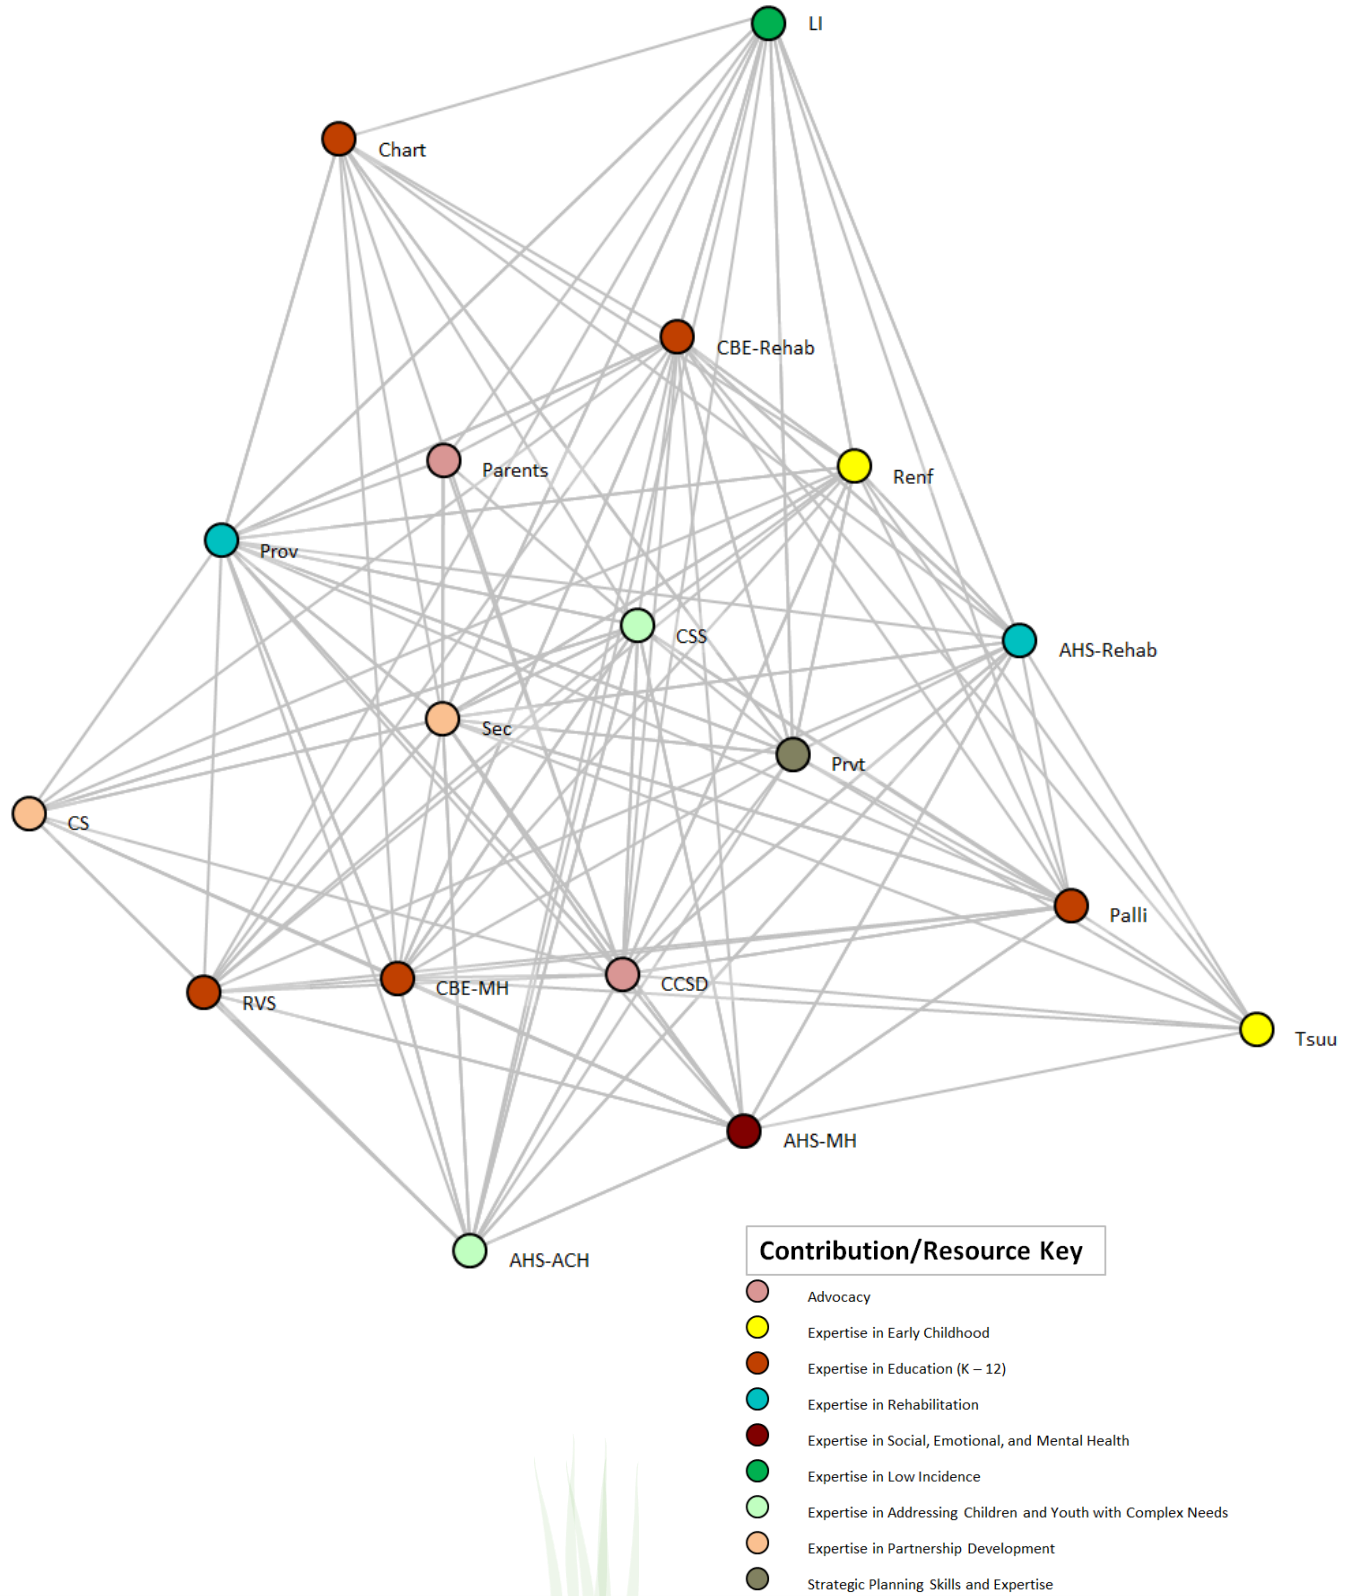 LI
Chart
CBE-Rehab
Parents
Renf
Prov
CSS
AHS-Rehab
Sec
Prvt
CS
Palli
CBE-MH
CCSD
RVS
Tsuu
AHS-MH
AHS-ACH
Contribution/Resource Key
Advocacy
Expertise in Early Childhood
Expertise in Education (K – 12)
Expertise in Rehabilitation
Expertise in Social, Emotional, and Mental Health
Expertise in Low Incidence
Expertise in Addressing Children and Youth with Complex Needs
Expertise in Partnership Development
Strategic Planning Skills and Expertise